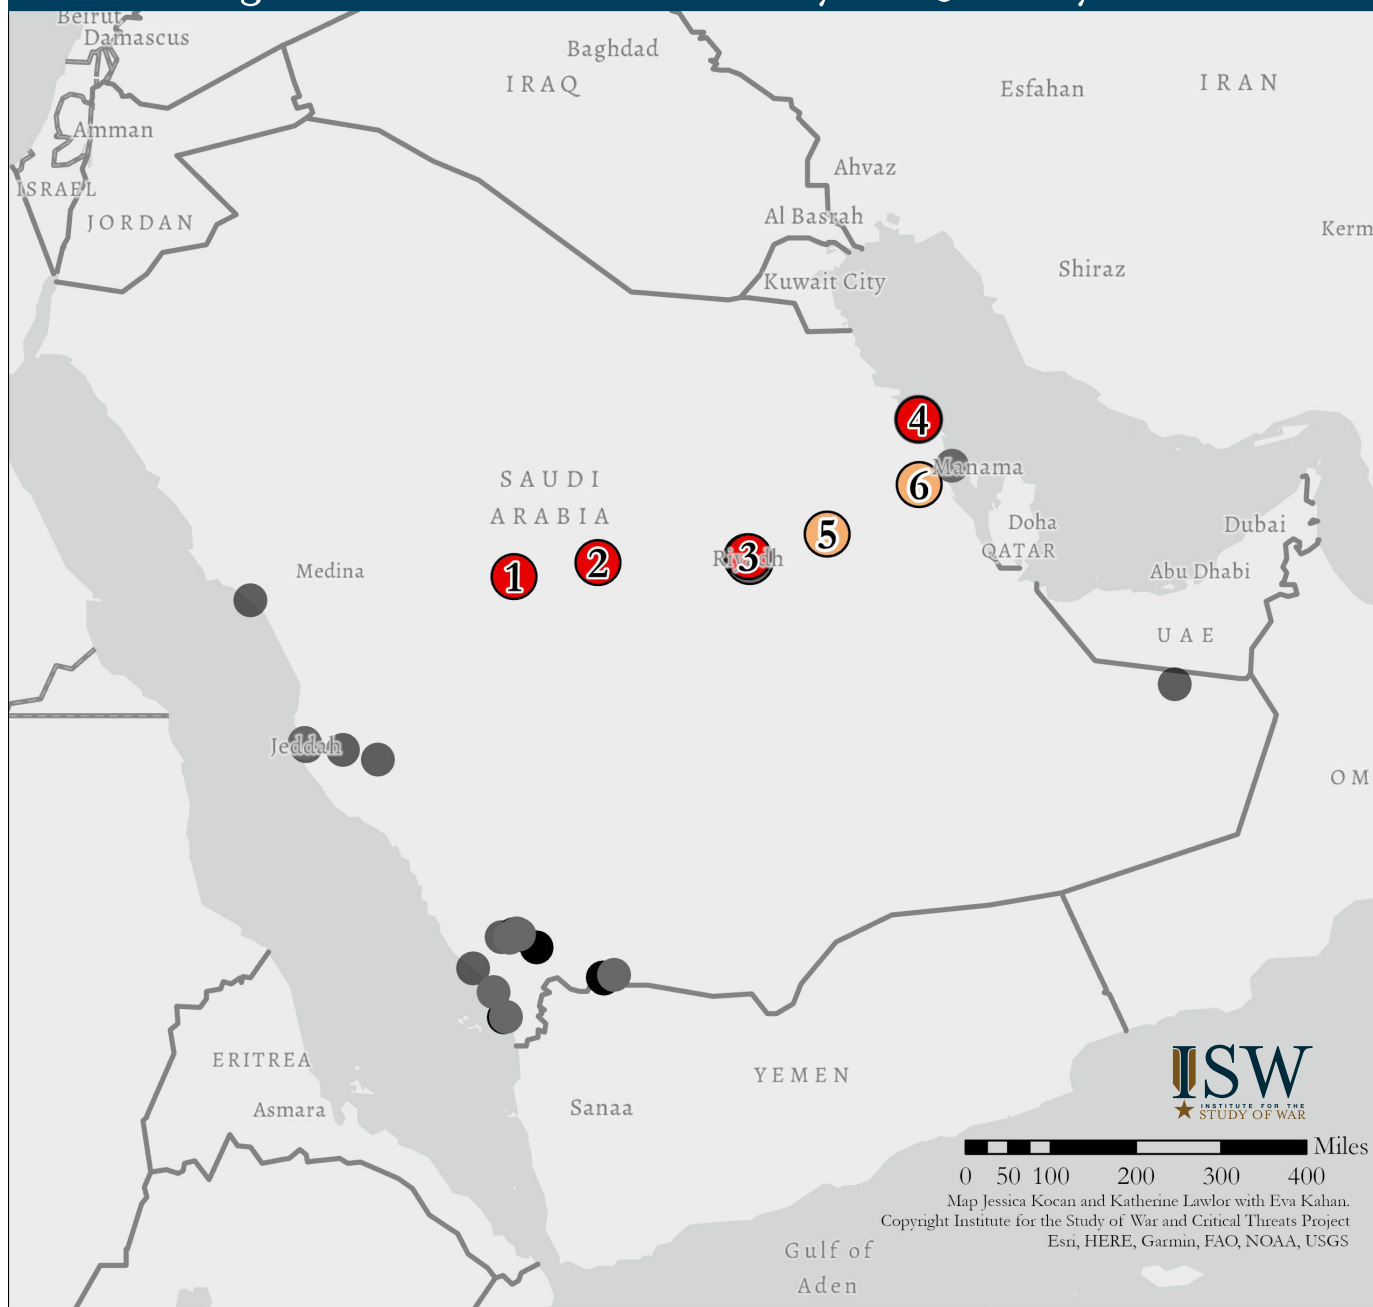 Beirut
Damascus
Baghdad
IRAQ
Esfahan
IRAN
Amman
Ahvaz
ISRAEL
JORDAN
Al Basrah
Kerm
Kuwait City
Shiraz
4
SAUDI
ARABIA
Manama
6
5
Doha
QATAR
Dubai
Medina
1
2
Riyadh
3
Abu Dhabi
UAE
Jeddah
OM
ERITREA
Asmara
Sanaa
YEMEN
ISW
INSTITUTE FOR THE
STUDY OF WAR
Miles
0 50 100 200 300 400
Map Jessica Kocan and Katherine Lawlor with Eva Kahan.
Copyright Institute for the Study of War and Critical Threats Project
Esri, HERE, Garmin, FAO, NOAA, USGS
Gulf of
Aden